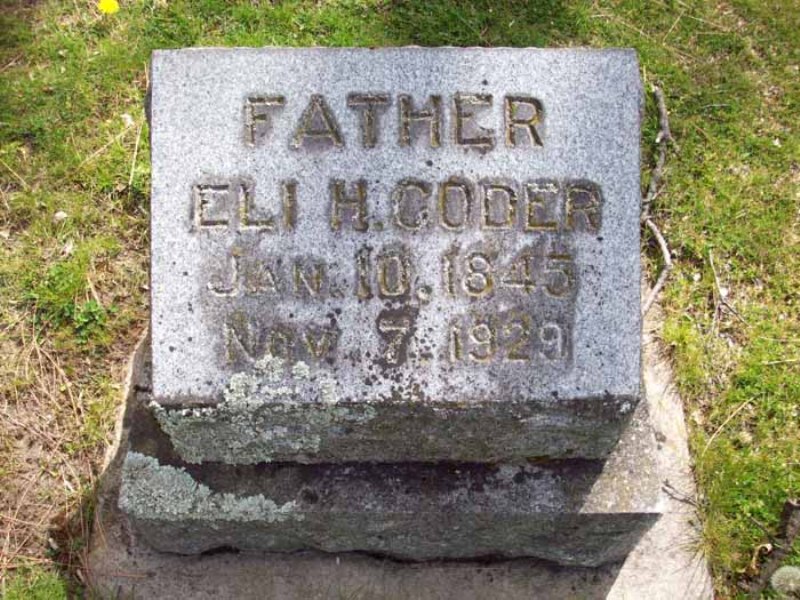 FATHER
ELI H. CODER
JAN. 10. 1845
NOV. 7. 1929